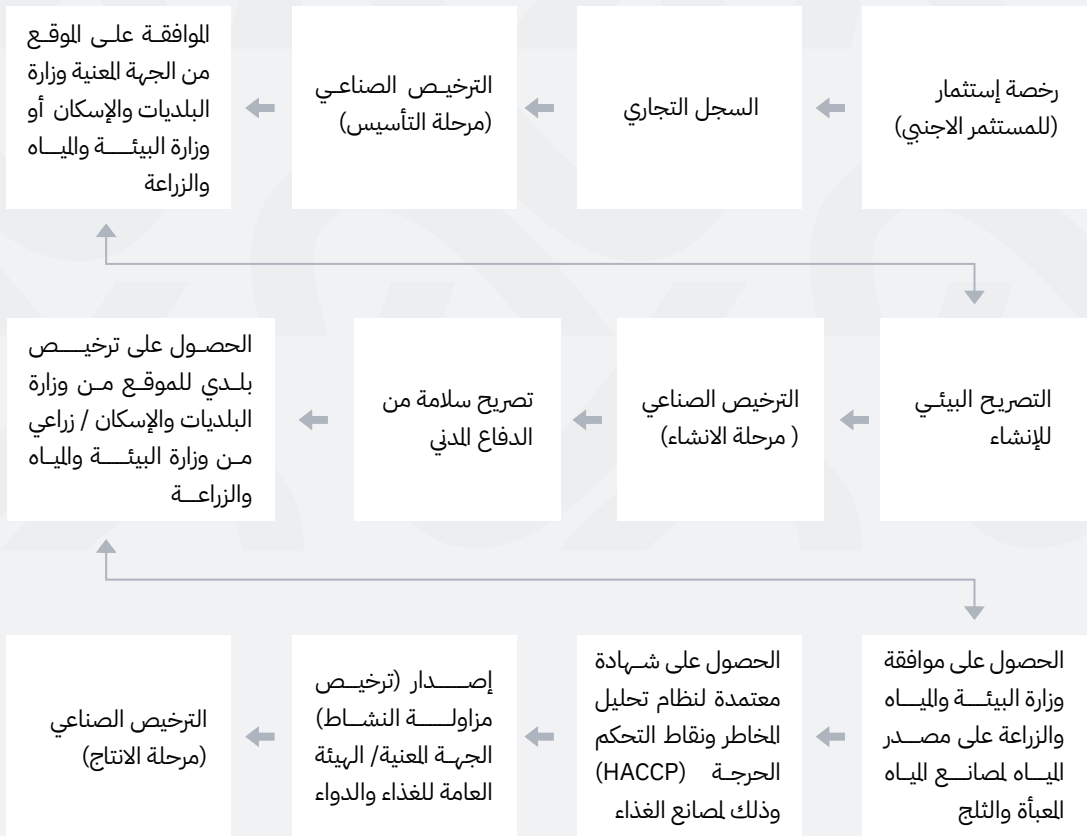 رخصة إستثمار
(للمستثمر الاجنبي)
السجل التجاري
الترخيص الصناعي
(مرحلة التأسيس)
الموافقة على الموقع
من الجهة المعنية وزارة
البلديات والإسكان أو
وزارة البيئة والمياه
والزراعة
التصريح البيئي
للإنشاء
الترخيص الصناعي
( مرحلة الانشاء)
تصريح سلامة من
الدفاع المدني
الحصول على ترخيص
بلدي للموقع من وزارة
البلديات والإسكان / زراعي
من وزارة البيئة والمياه
والزراعة
الحصول على موافقة
وزارة البيئة والمياه
والزراعة على مصدر
المياه لمصانع المياه
المعبأة والثلج
الحصول على شهادة
معتمدة لنظام تحليل
المخاطر ونقاط التحكم
الحرجة (HACCP)
وذلك لمصانع الغذاء
إصدار (ترخيص
مزاولة النشاط)
الجهة المعنية/ الهيئة
العامة للغذاء والدواء
الترخيص الصناعي
(مرحلة الانتاج)